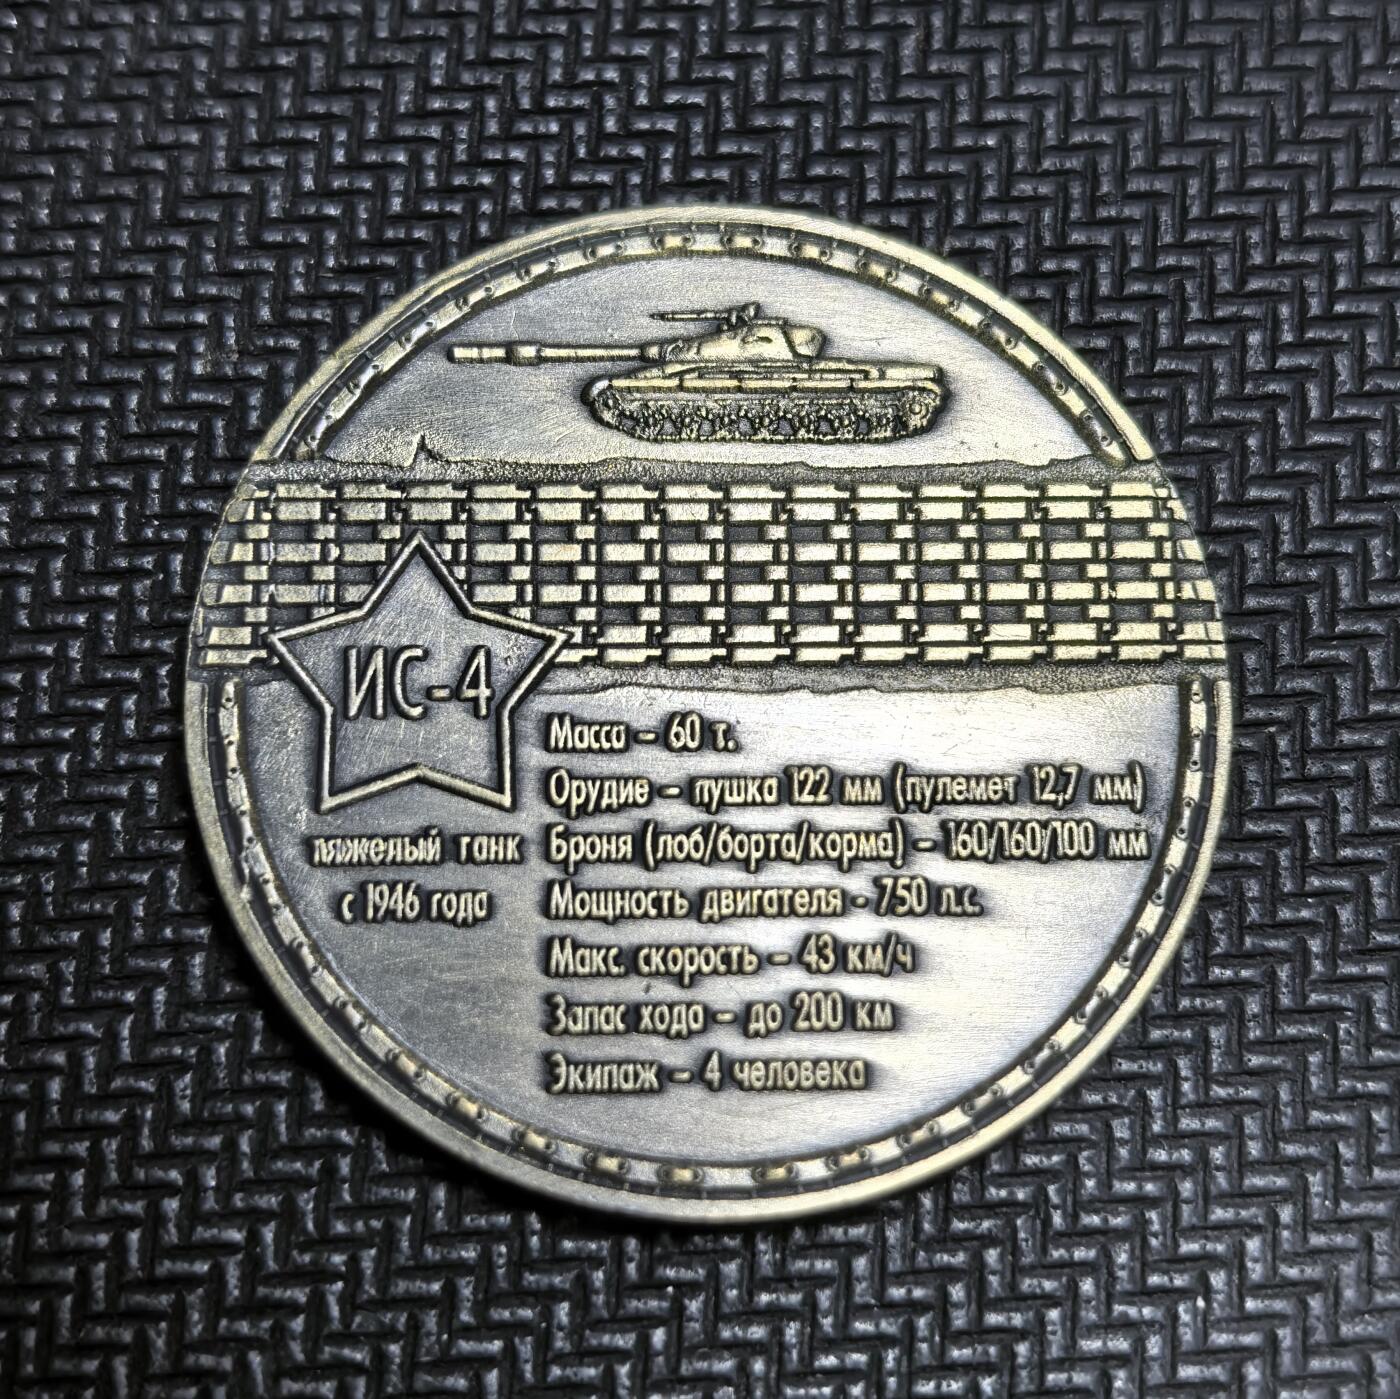 ИС-4
тяжелый танк
с 1946 года
Масса – 60 т.
Орудие – пушка 122 мм (пулемет 12,7 мм)
Броня (лоб/борта/корма) – 160/160/100 мм
Мощность двигателя - 750 л.с.
Макс. скорость – 43 км/ч
Запас хода – до 200 км
Экипаж – 4 человека